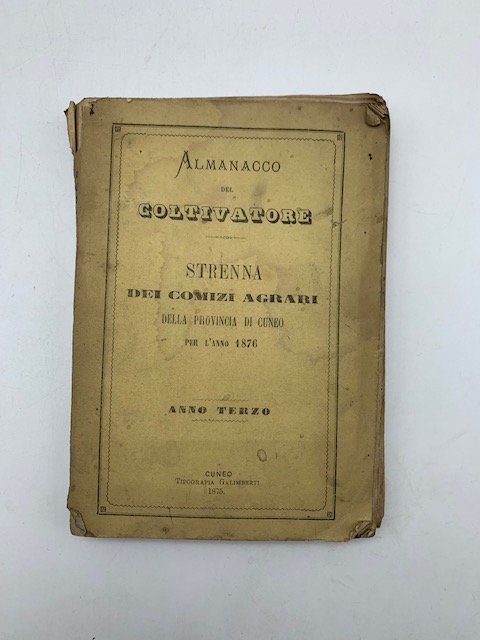 ALMANACCO
DEL
COLTIVATORE
STRENNA
DEI COMIZI AGRARI
DELLA PROVINCIA DI CUNEO
PER L'ANNO 1876
ANNO TERZO
CUNEO
TIPOGRAFIA GALIMBERTI
1875.